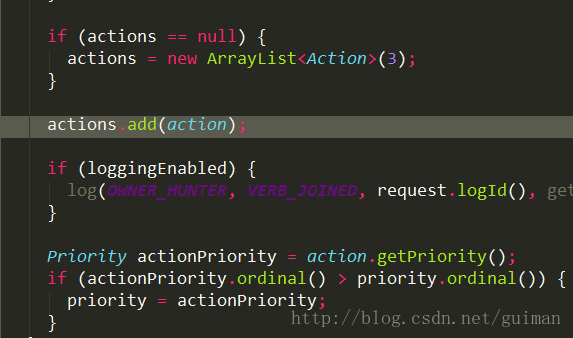 }
if (actions == null) {
actions = new ArrayList<Action>(3);
}
actions.add(action);
if (loggingEnabled) {
log(OWNER_HUNTER, VERB_JOINED, request.logId(), get
}
Priority actionPriority = action.getPriority();
if (actionPriority.ordinal() > priority.ordinal()) {
priority = actionPriority;
}
http://blog.csdn.net/guiman